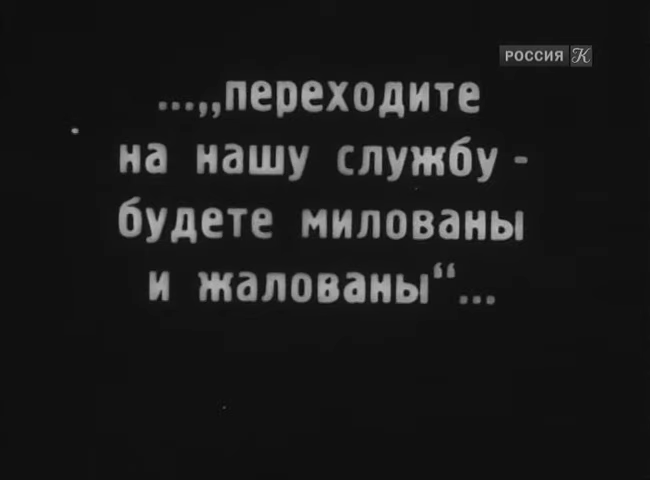 РОССИЯ К
...„переходите
на нашу службу -
будете милованы
и жалованы“...